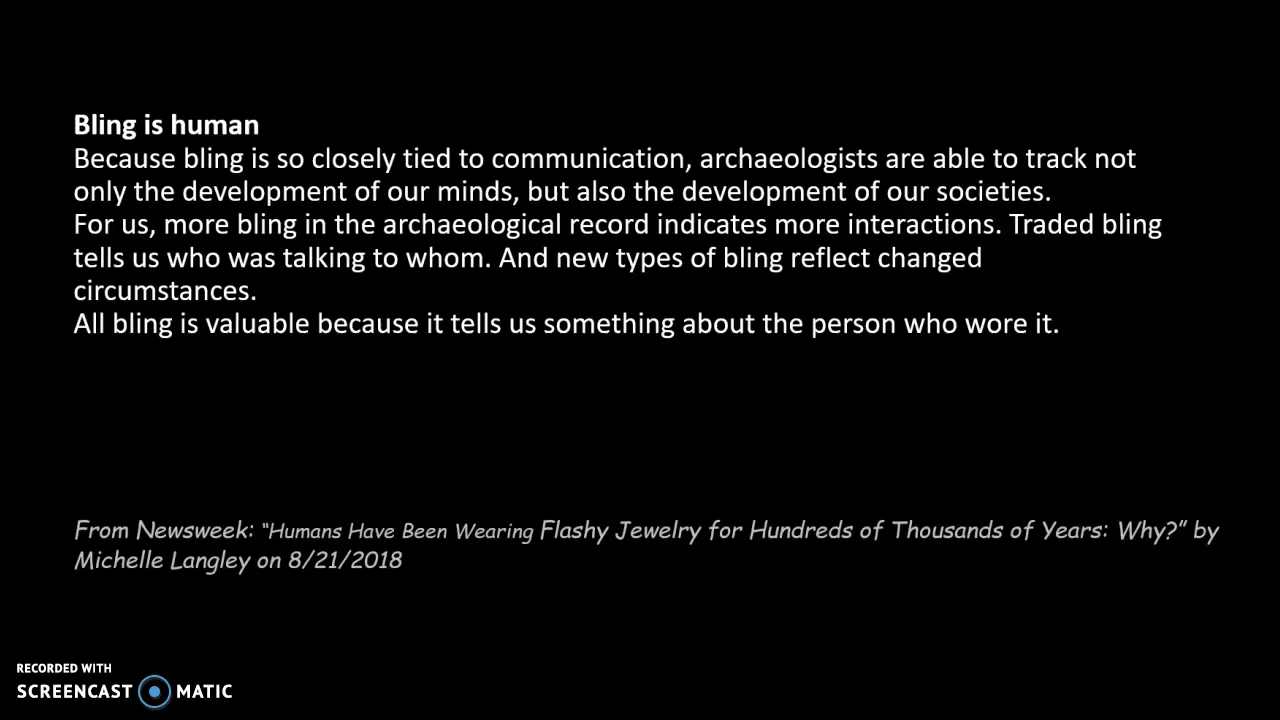 Bling is human
Because bling is so closely tied to communication, archaeologists are able to track not
only the development of our minds, but also the development of our societies.
For us, more bling in the archaeological record indicates more interactions. Traded bling
tells us who was talking to whom. And new types of bling reflect changed
circumstances.
All bling is valuable because it tells us something about the person who wore it.
From Newsweek: “Humans Have Been Wearing Flashy Jewelry for Hundreds of Thousands of Years: Why?” by
Michelle Langley on 8/21/2018
RECORDED WITH
SCREENCAST MATIC